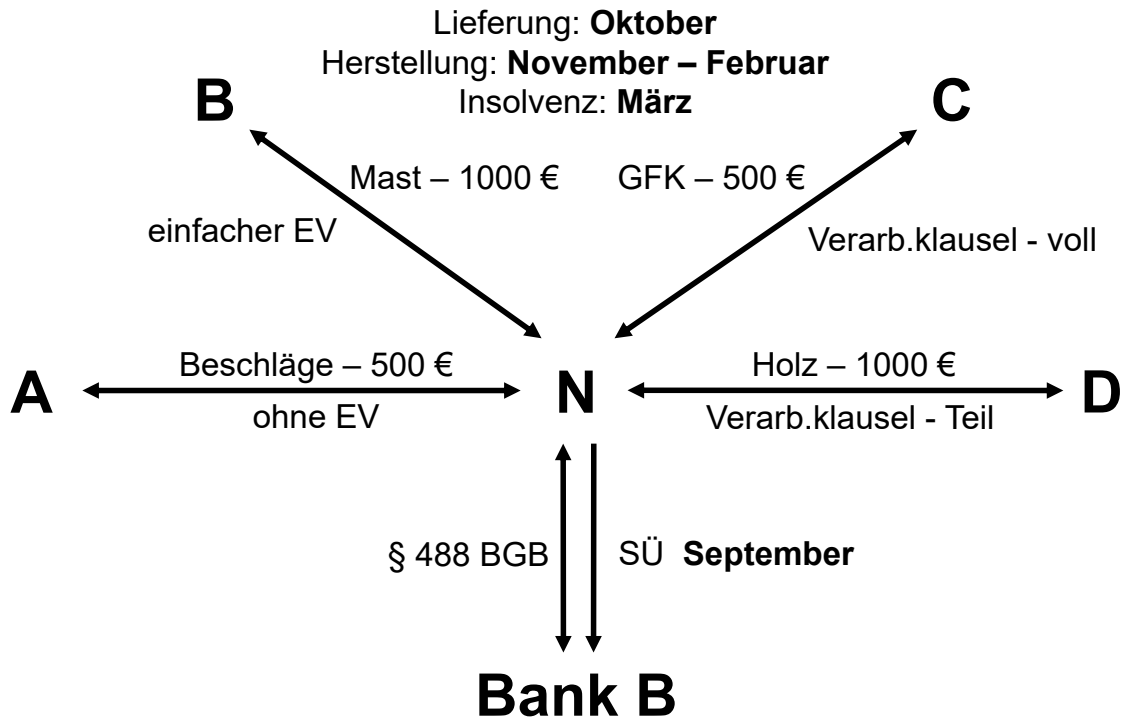 Lieferung: Oktober
Herstellung: November – Februar
Insolvenz: März
B
C
Mast – 1000 €
GFK – 500 €
einfacher EV
Verarb.klausel - voll
Beschläge – 500 €
Holz – 1000 €
A
N
D
ohne EV
Verarb.klausel - Teil
§ 488 BGB
SÜ September
Bank B